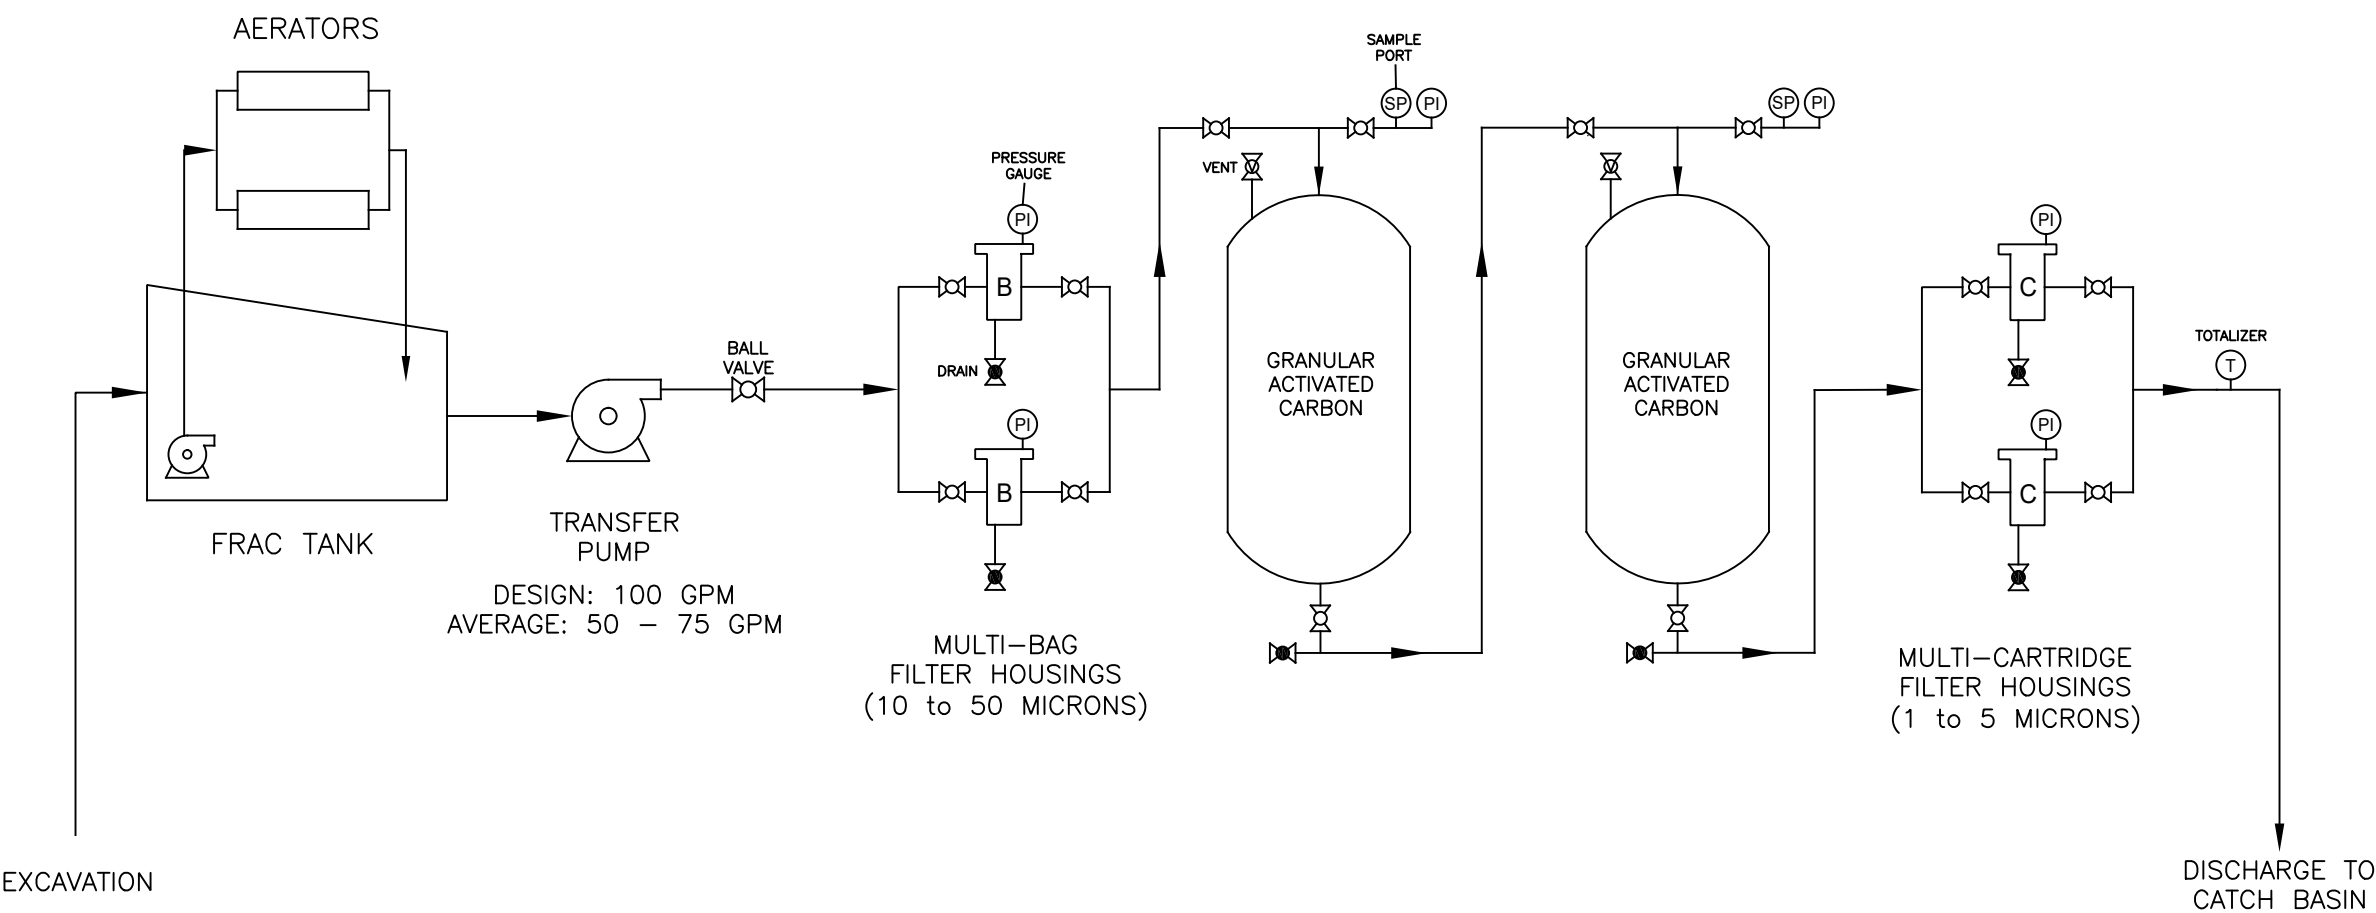 AERATORS
FRAC TANK
EXCAVATION
TRANSFER
PUMP
DESIGN: 100 GPM
AVERAGE: 50 - 75 GPM
BALL
VALVE
PRESSURE
GAUGE
PI
B
DRAIN
PI
B
MULTI-BAG
FILTER HOUSINGS
(10 to 50 MICRONS)
SAMPLE
PORT
SP
PI
VENT
V
GRANULAR
ACTIVATED
CARBON
SP
PI
V
GRANULAR
ACTIVATED
CARBON
PI
C
PI
C
MULTI-CARTRIDGE
FILTER HOUSINGS
(1 to 5 MICRONS)
TOTALIZER
T
DISCHARGE TO
CATCH BASIN